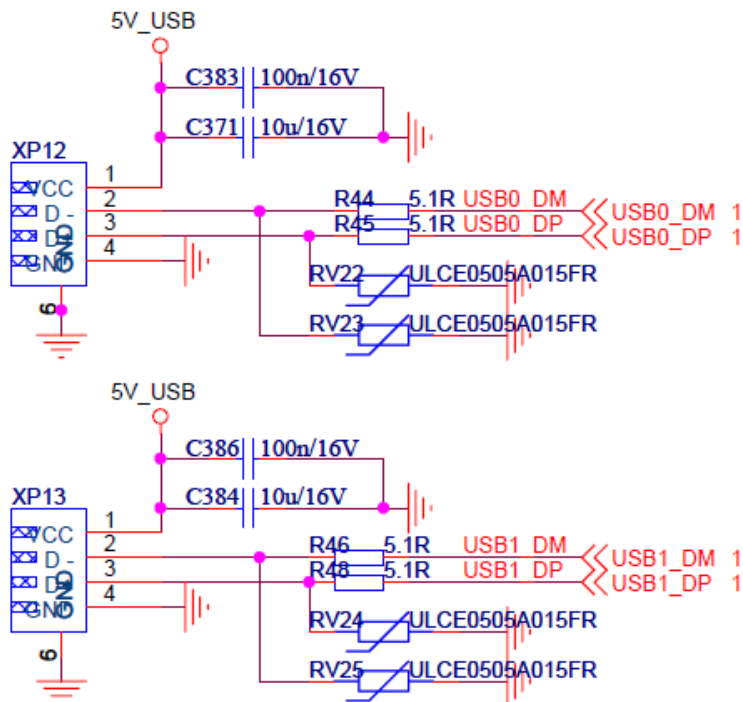 5V_USB
C383 100n/16V
C371 10u/16V
XP12
1
VCC
2
D -
3
4
GND
GND
6
R44 5.1R USB0_DM
USB0_DM 1
R45 5.1R USB0_DP
USB0_DP 1
RV22 ULCE0505A015FR
RV23 ULCE0505A015FR
5V_USB
C386 100n/16V
C384 10u/16V
XP13
1
VCC
2
D -
3
4
GND
GND
6
R46 5.1R USB1_DM
USB1_DM 1
R48 5.1R USB1_DP
USB1_DP 1
RV24 ULCE0505A015FR
RV25 ULCE0505A015FR